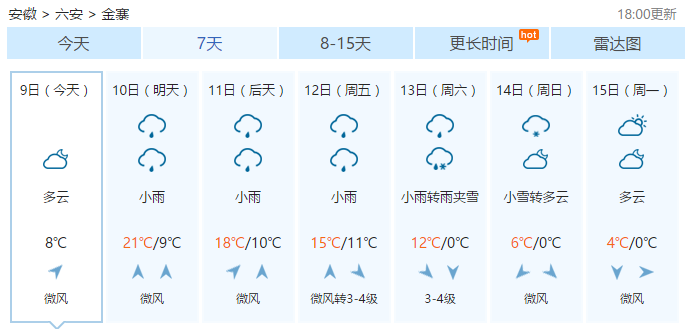 安徽 > 六安 > 金寨 18:00更新
今天 7天 8-15天 更长时间 hot 雷达图
9日（今天） 10日（明天） 11日（后天） 12日（周五） 13日（周六） 14日（周日） 15日（周一）
多云 小雨 小雨 小雨 小雨转雨夹雪 小雪转多云 多云
8℃ 21℃/9℃ 18℃/10℃ 15℃/11℃ 12℃/0℃ 6℃/0℃ 4℃/0℃
微风 微风 微风 微风转3-4级 3-4级 微风 微风